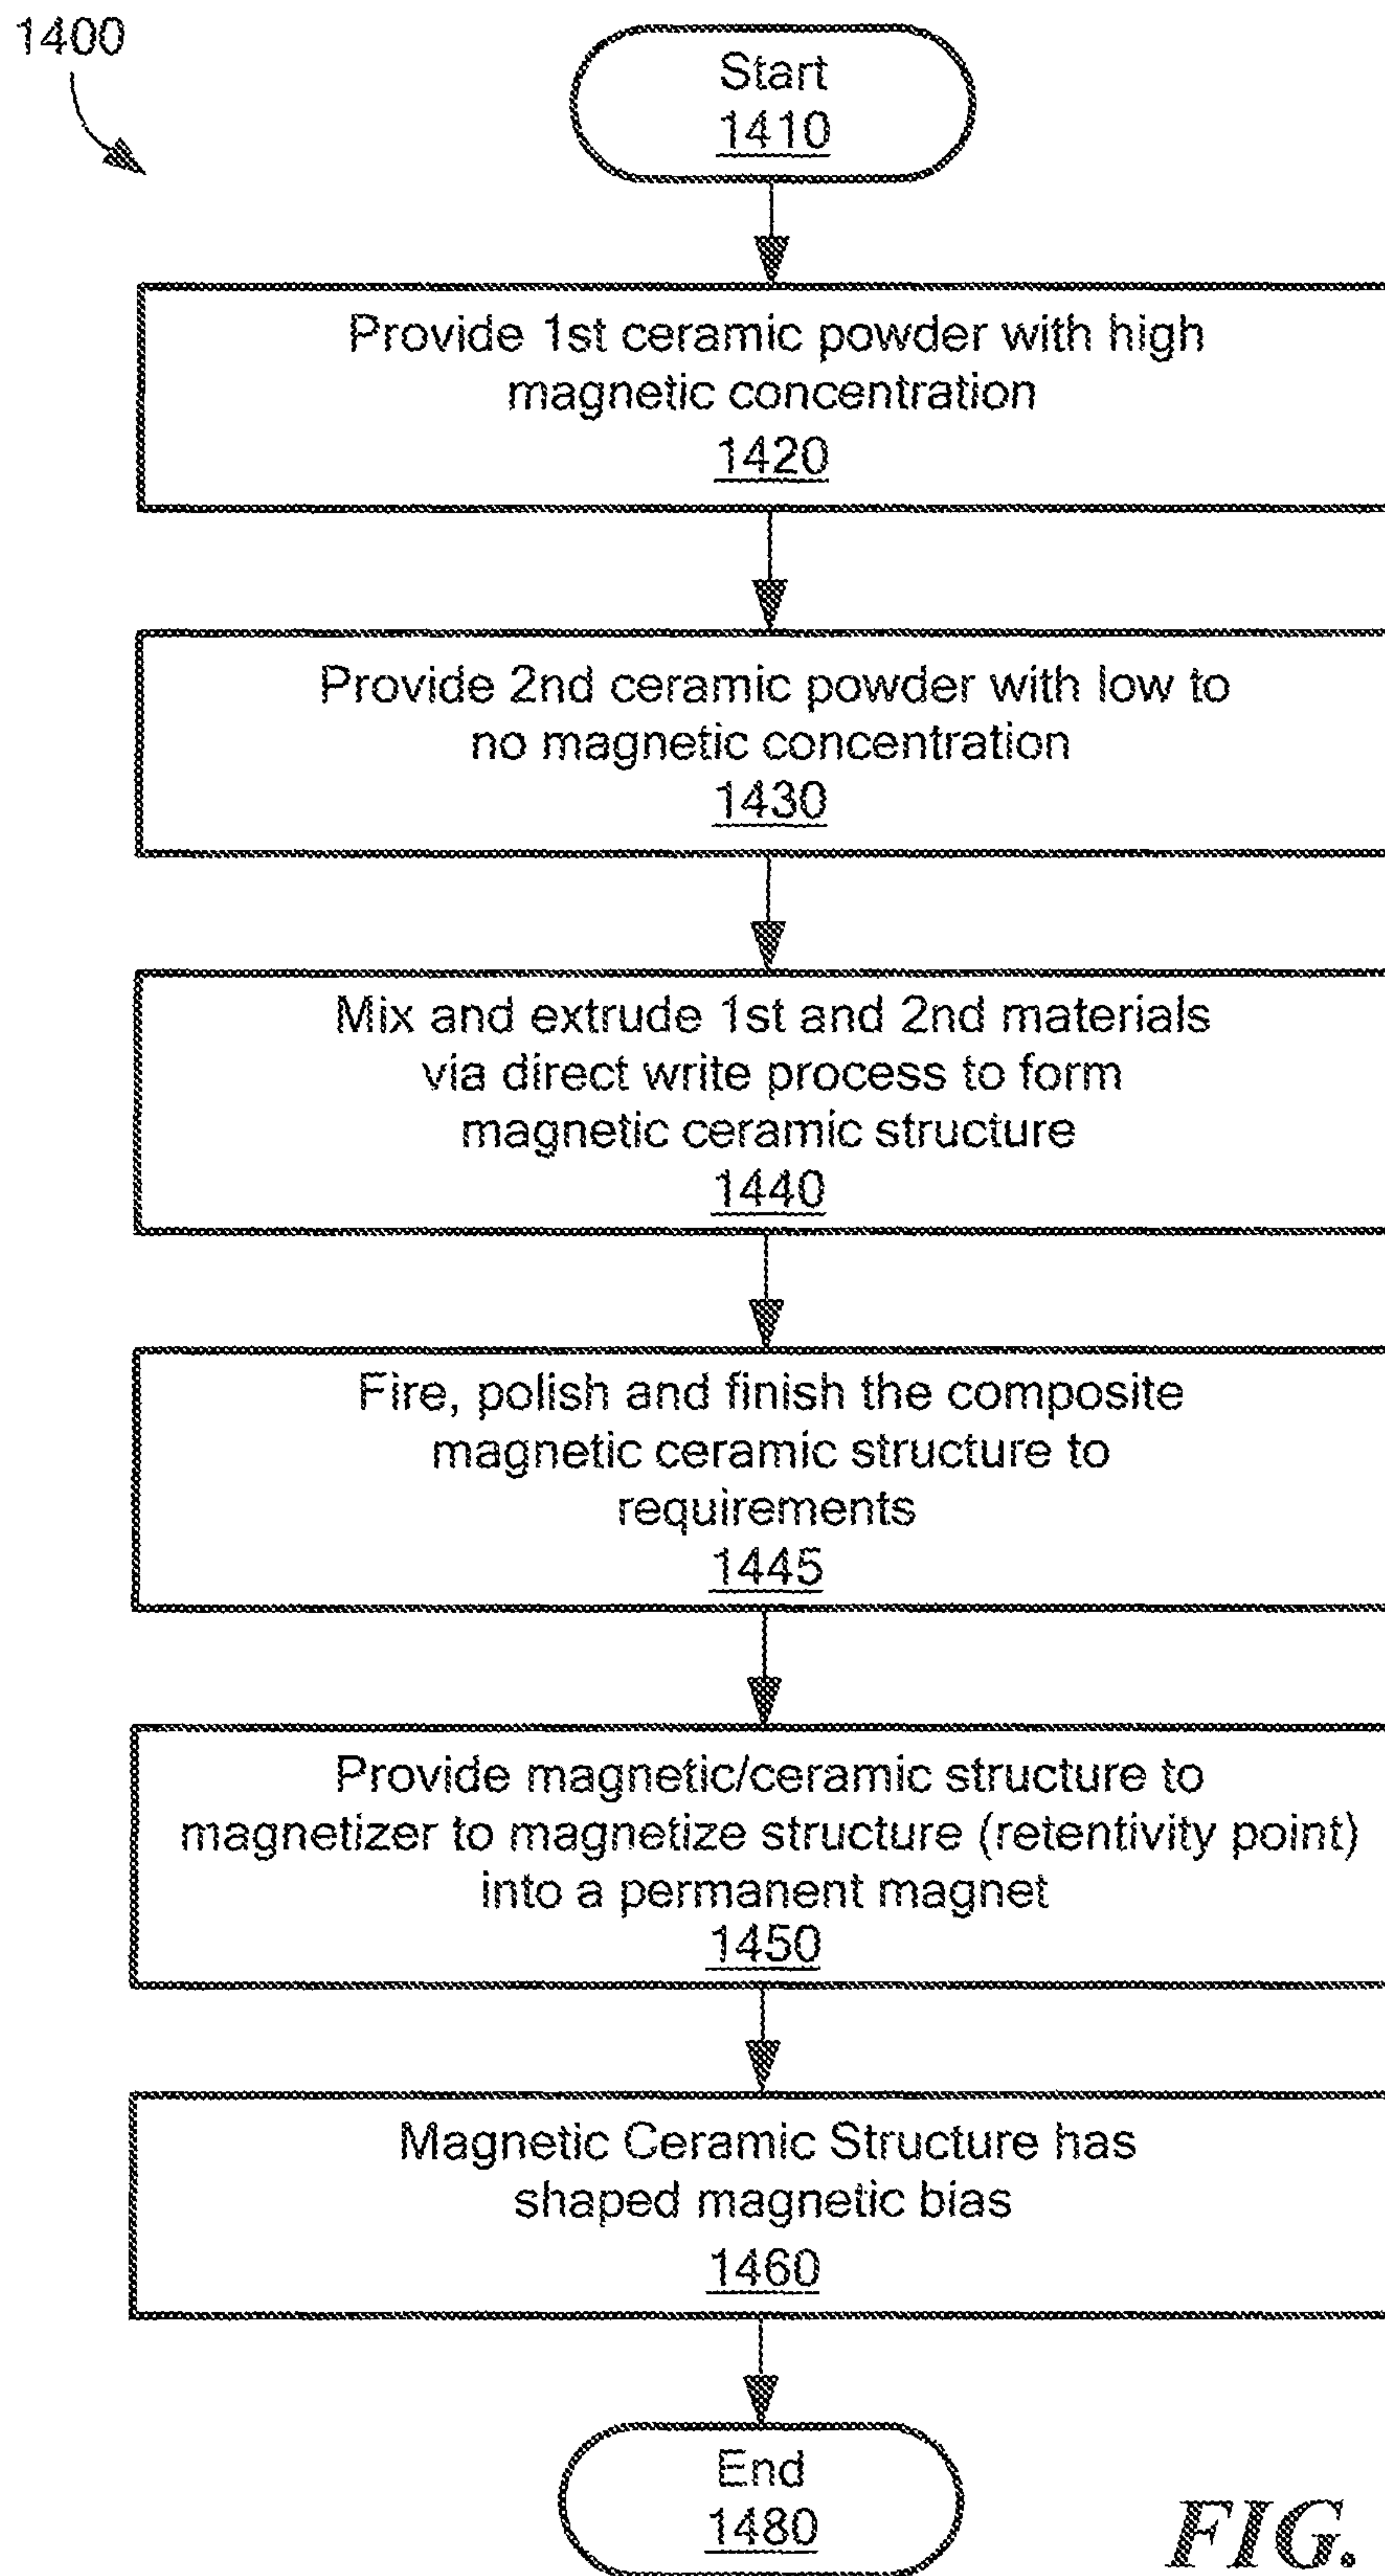 1400
Start
1410
Provide 1st ceramic powder with high
magnetic concentration
1420
Provide 2nd ceramic powder with low to
no magnetic concentration
1430
Mix and extrude 1st and 2nd materials
via direct write process to form
magnetic ceramic structure
1440
Fire, polish and finish the composite
magnetic ceramic structure to
requirements
1445
Provide magnetic/ceramic structure to
magnetizer to magnetize structure (retentivity point)
into a permanent magnet
1450
Magnetic Ceramic Structure has
shaped magnetic bias
1460
End
1480
FIG.